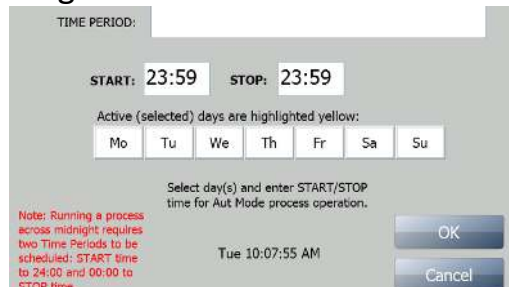 TIME PERIOD:
START: 23:59 STOP: 23:59
Active (selected) days are highlighted yellow:
Mo Tu We Th Fr Sa Su
Select day(s) and enter START/STOP
time for Aut Mode process operation.
Note: Running a process
across midnight requires
two Time Periods to be
scheduled: START time
to 24:00 and 00:00 to
STOP time
Tue 10:07:55 AM
OK
Cancel